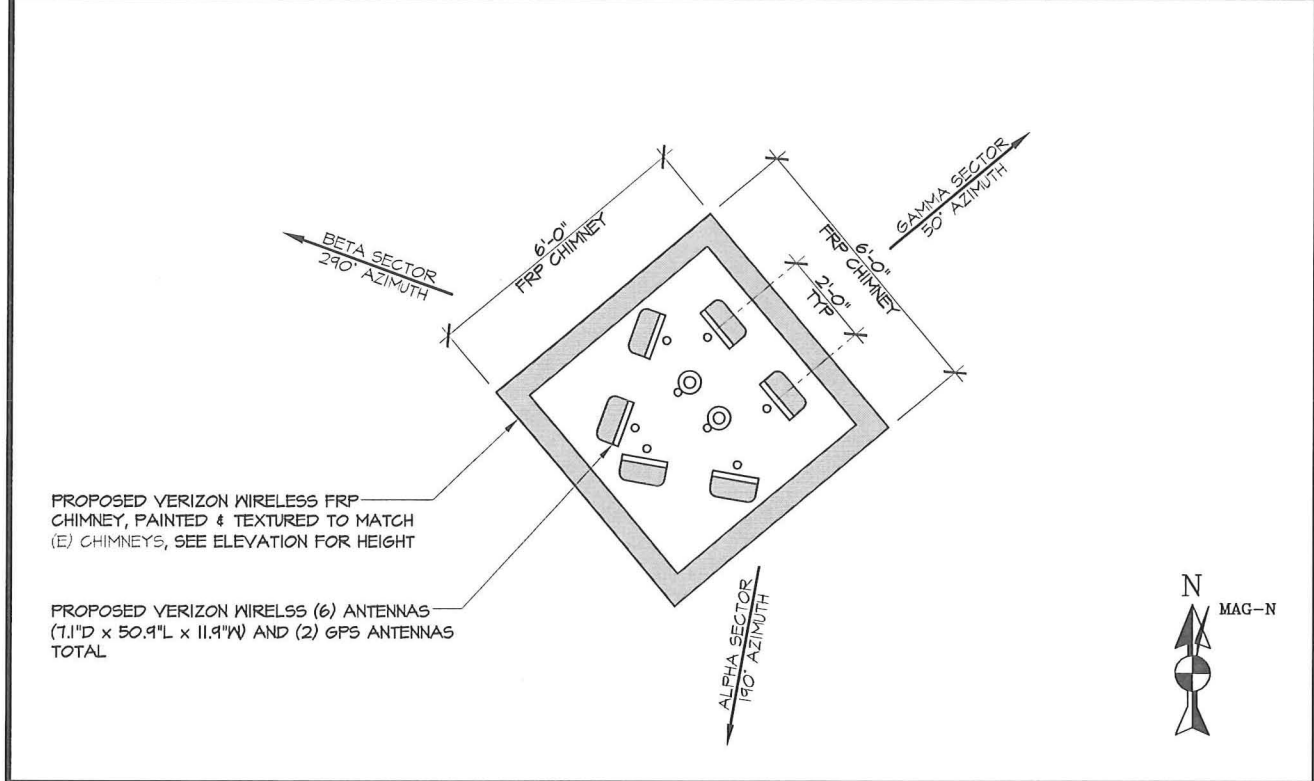 BETA SECTOR
290° AZIMUTH
6'-0"
FRP CHIMNEY
GAMMA SECTOR
50° AZIMUTH
6'-0"
FRP CHIMNEY
2'-0"
TYP
PROPOSED VERIZON WIRELESS FRP
CHIMNEY, PAINTED & TEXTURED TO MATCH
(E) CHIMNEYS, SEE ELEVATION FOR HEIGHT
PROPOSED VERIZON WIRELSS (6) ANTENNAS
(7.1"D x 50.9"L x 11.9"W) AND (2) GPS ANTENNAS
TOTAL
ALPHA SECTOR
190° AZIMUTH
N
MAG-N